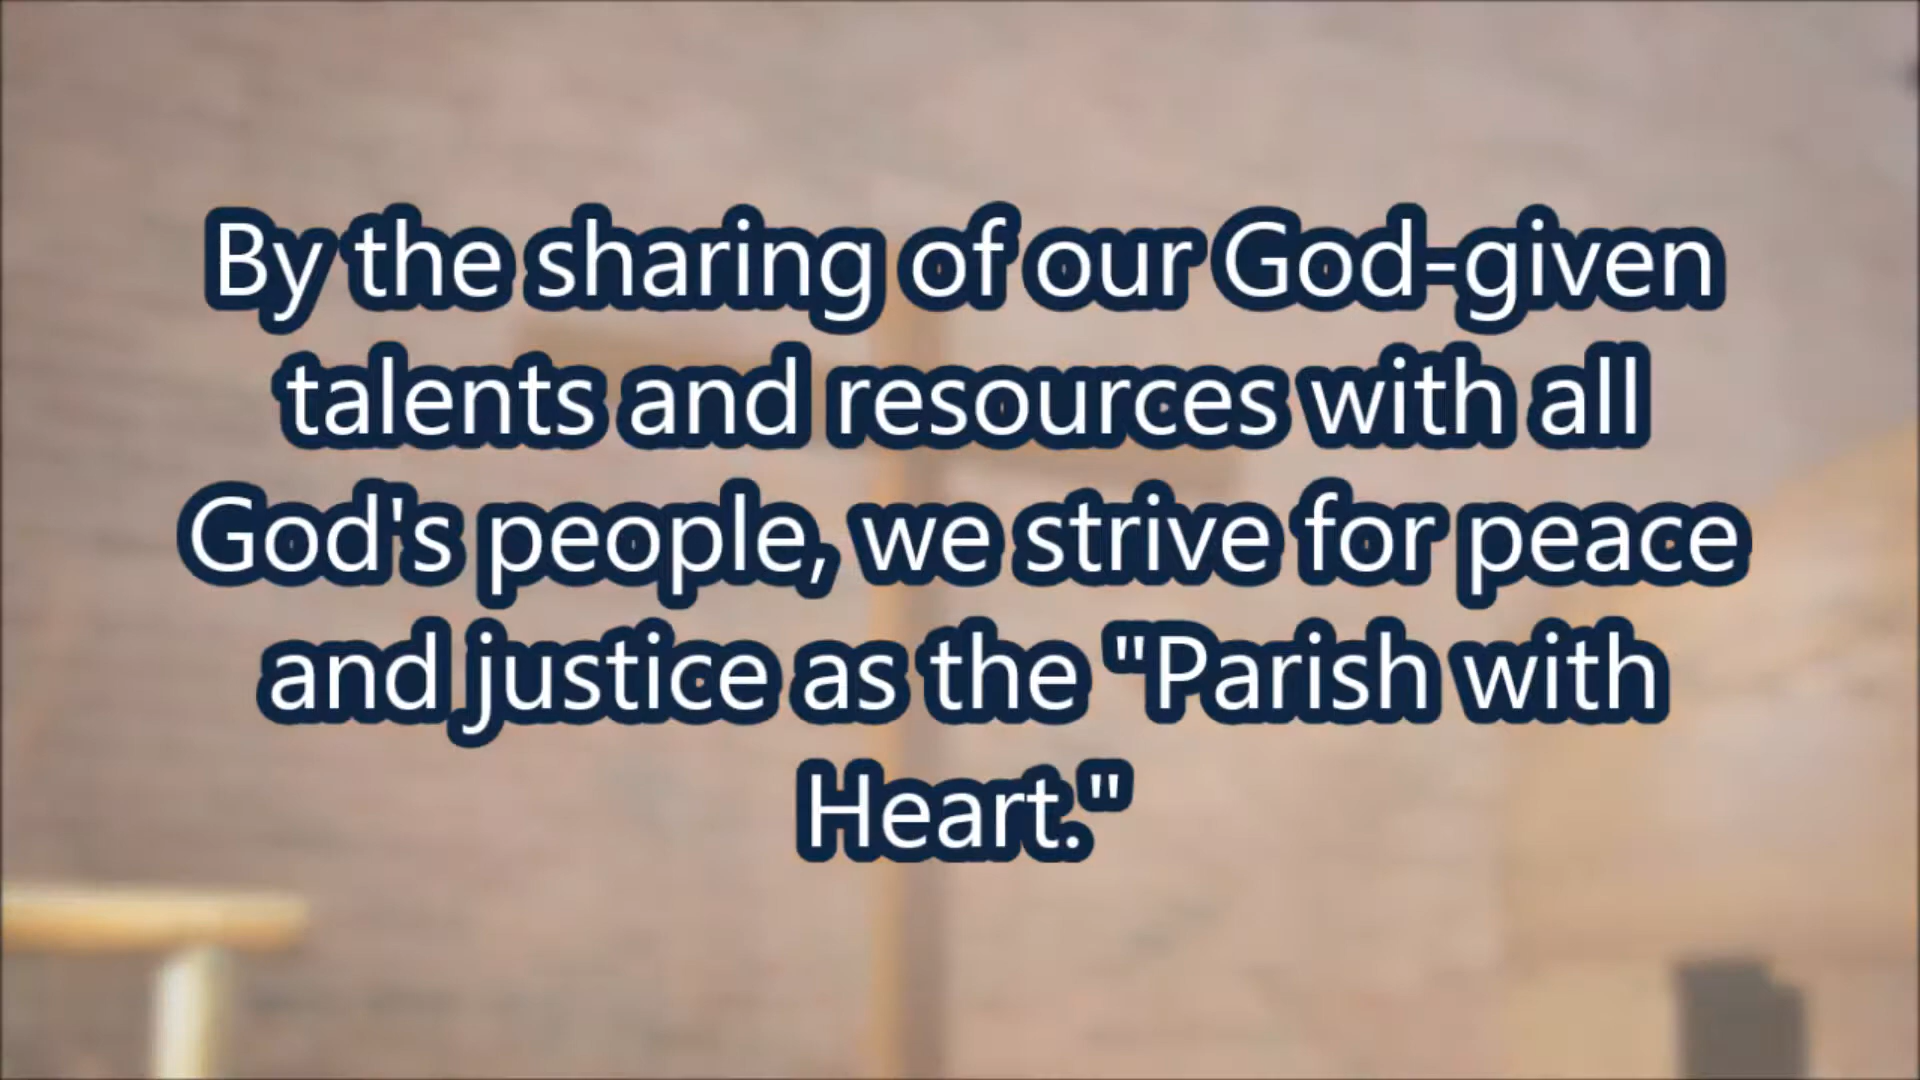 By the sharing of our God-given
talents and resources with all
God's people, we strive for peace
and justice as the "Parish with
Heart."